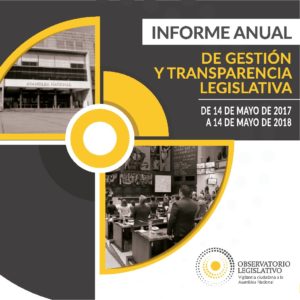 INFORME ANUAL
DE GESTIÓN
Y TRANSPARENCIA
LEGISLATIVA
DE 14 DE MAYO DE 2017
A 14 DE MAYO DE 2018
ASAMBLEA NACIONAL
OBSERVATORIO
LEGISLATIVO
Vigilancia ciudadana a la
Asamblea Nacional